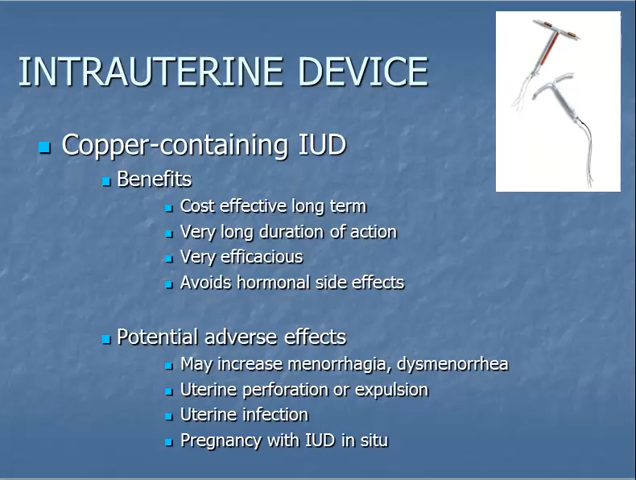 INTRAUTERINE DEVICE
Copper-containing IUD
Benefits
Cost effective long term
Very long duration of action
Very efficacious
Avoids hormonal side effects
Potential adverse effects
May increase menorrhagia, dysmenorrhea
Uterine perforation or expulsion
Uterine infection
Pregnancy with IUD in situ